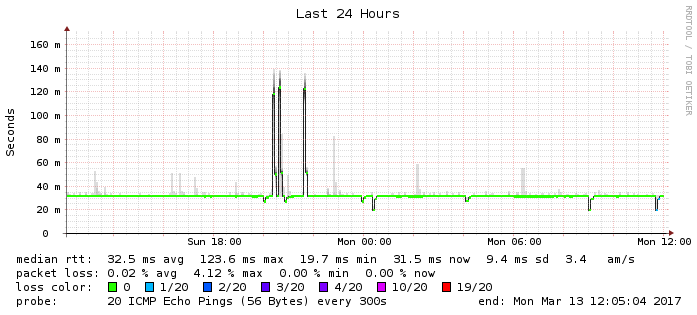 Last 24 Hours
RRDTOOL / TOBI OETIKER
Seconds
160 m
140 m
120 m
100 m
80 m
60 m
40 m
20 m
0
Sun 18:00 Mon 00:00 Mon 06:00 Mon 12:00
median rtt: 32.5 ms avg 123.6 ms max 19.7 ms min 31.5 ms now 9.4 ms sd 3.4 am/s
packet loss: 0.02 % avg 4.12 % max 0.00 % min 0.00 % now
loss color: 0 1/20 2/20 3/20 4/20 10/20 19/20
probe: 20 ICMP Echo Pings (56 Bytes) every 300s end: Mon Mar 13 12:05:04 2017